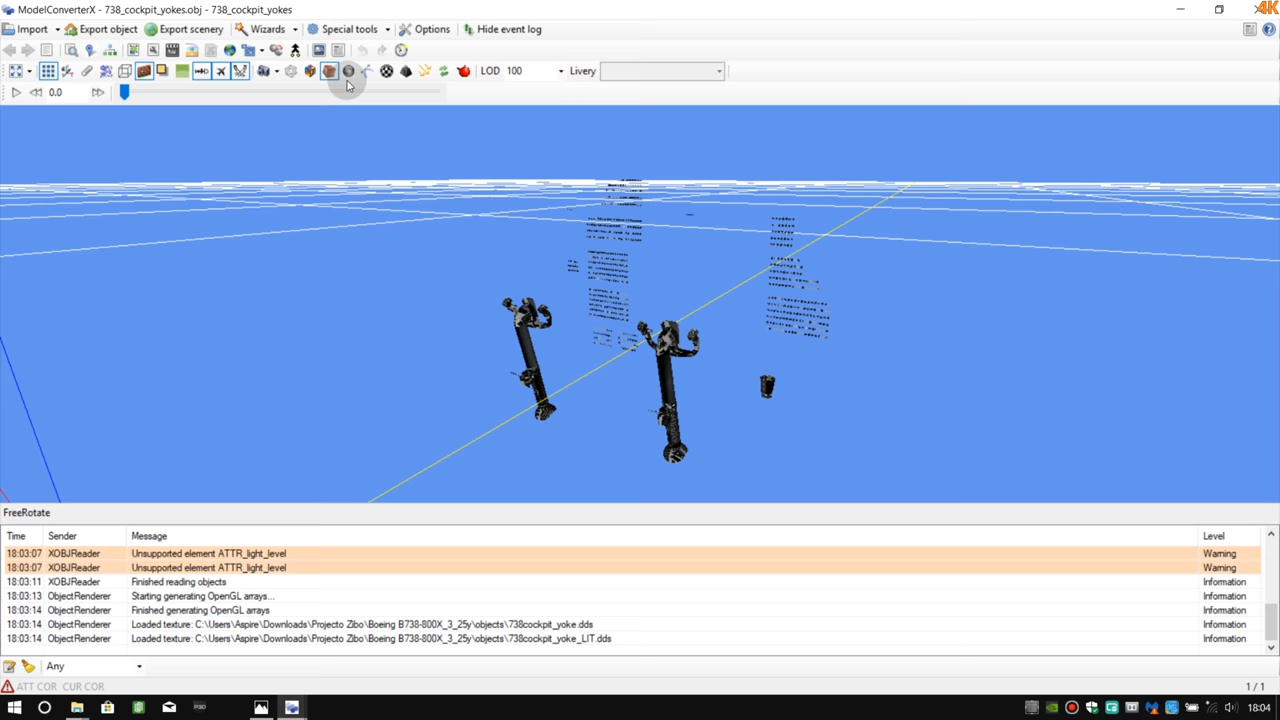 ModelConverterX - 738_cockpit_yokes.obj - 738_cockpit_yokes
4K
Import Export object Export scenery Wizards Special tools Options Hide event log
LOD 100 Livery
0.0
FreeRotate
Time Sender Message Level
18:03:07 XOBJReader Unsupported element ATTR_light_level Warning
18:03:07 XOBJReader Unsupported element ATTR_light_level Warning
18:03:11 XOBJReader Finished reading objects Information
18:03:13 ObjectRenderer Starting generating OpenGL arrays... Information
18:03:14 ObjectRenderer Finished generating OpenGL arrays Information
18:03:14 ObjectRenderer Loaded texture: C:\Users\Aspire\Downloads\Projecto Zibo\Boeing B738-800X_3_25y\objects\738cockpit_yoke.dds Information
18:03:14 ObjectRenderer Loaded texture: C:\Users\Aspire\Downloads\Projecto Zibo\Boeing B738-800X_3_25y\objects\738cockpit_yoke_LIT.dds Information
Any
ATT COR CUR COR 1 / 1
P3D 18:04